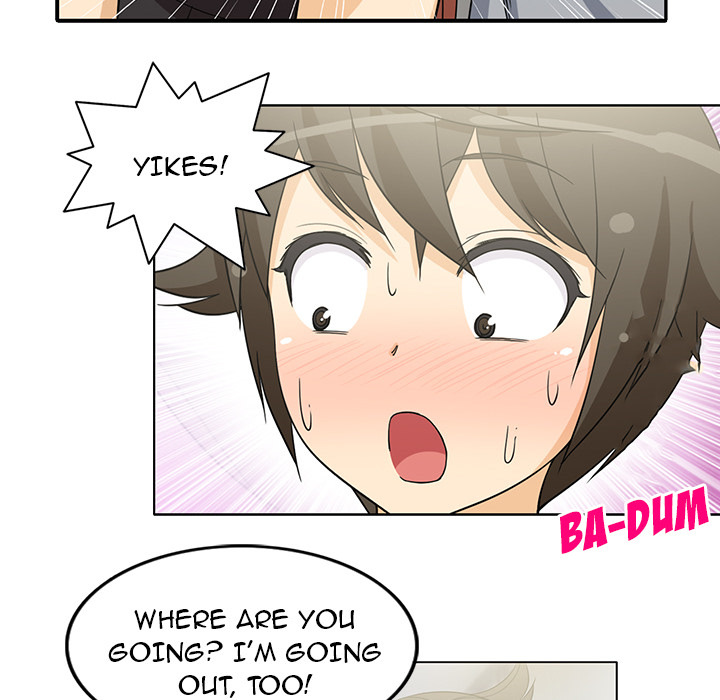 YIKES!
BA-DUM
WHERE ARE YOU
GOING? I'M GOING
OUT, TOO!